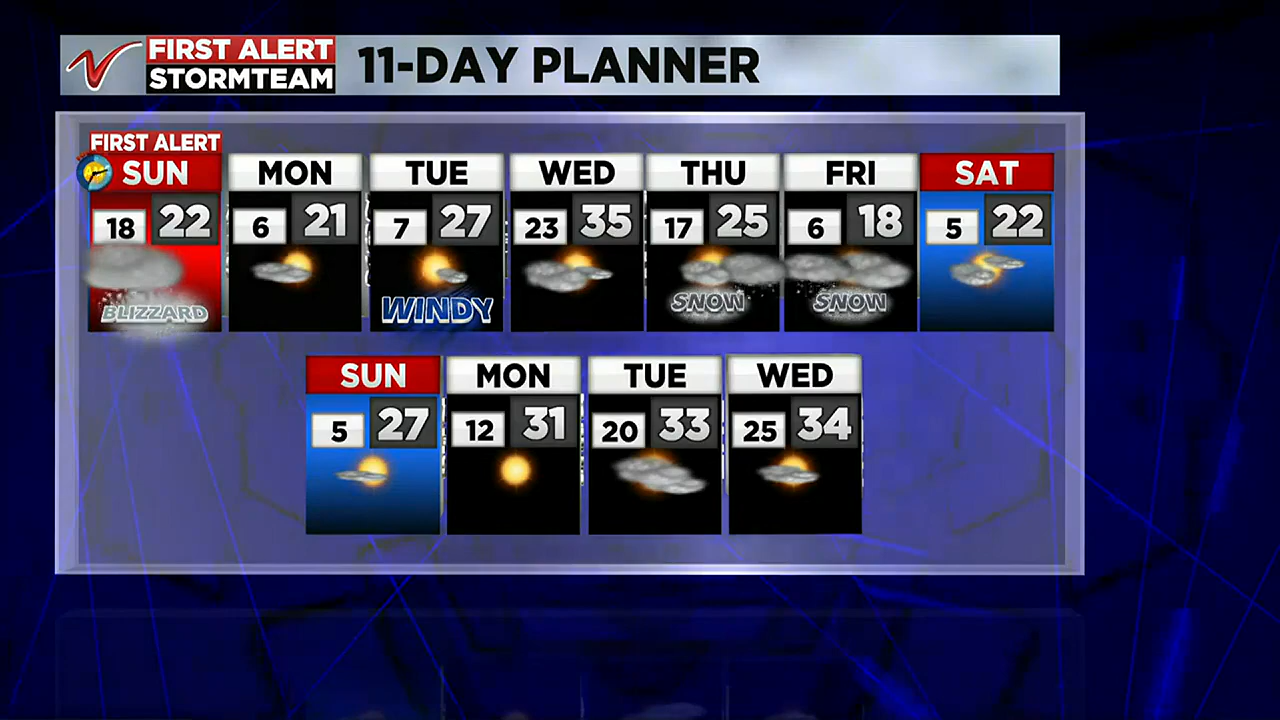 FIRST ALERT
STORMTEAM
11-DAY PLANNER
FIRST ALERT
SUN MON TUE WED THU FRI SAT
18 22 6 21 7 27 23 35 17 25 6 18 5 22
BLIZZARD WINDY SNOW SNOW
SUN MON TUE WED
5 27 12 31 20 33 25 34